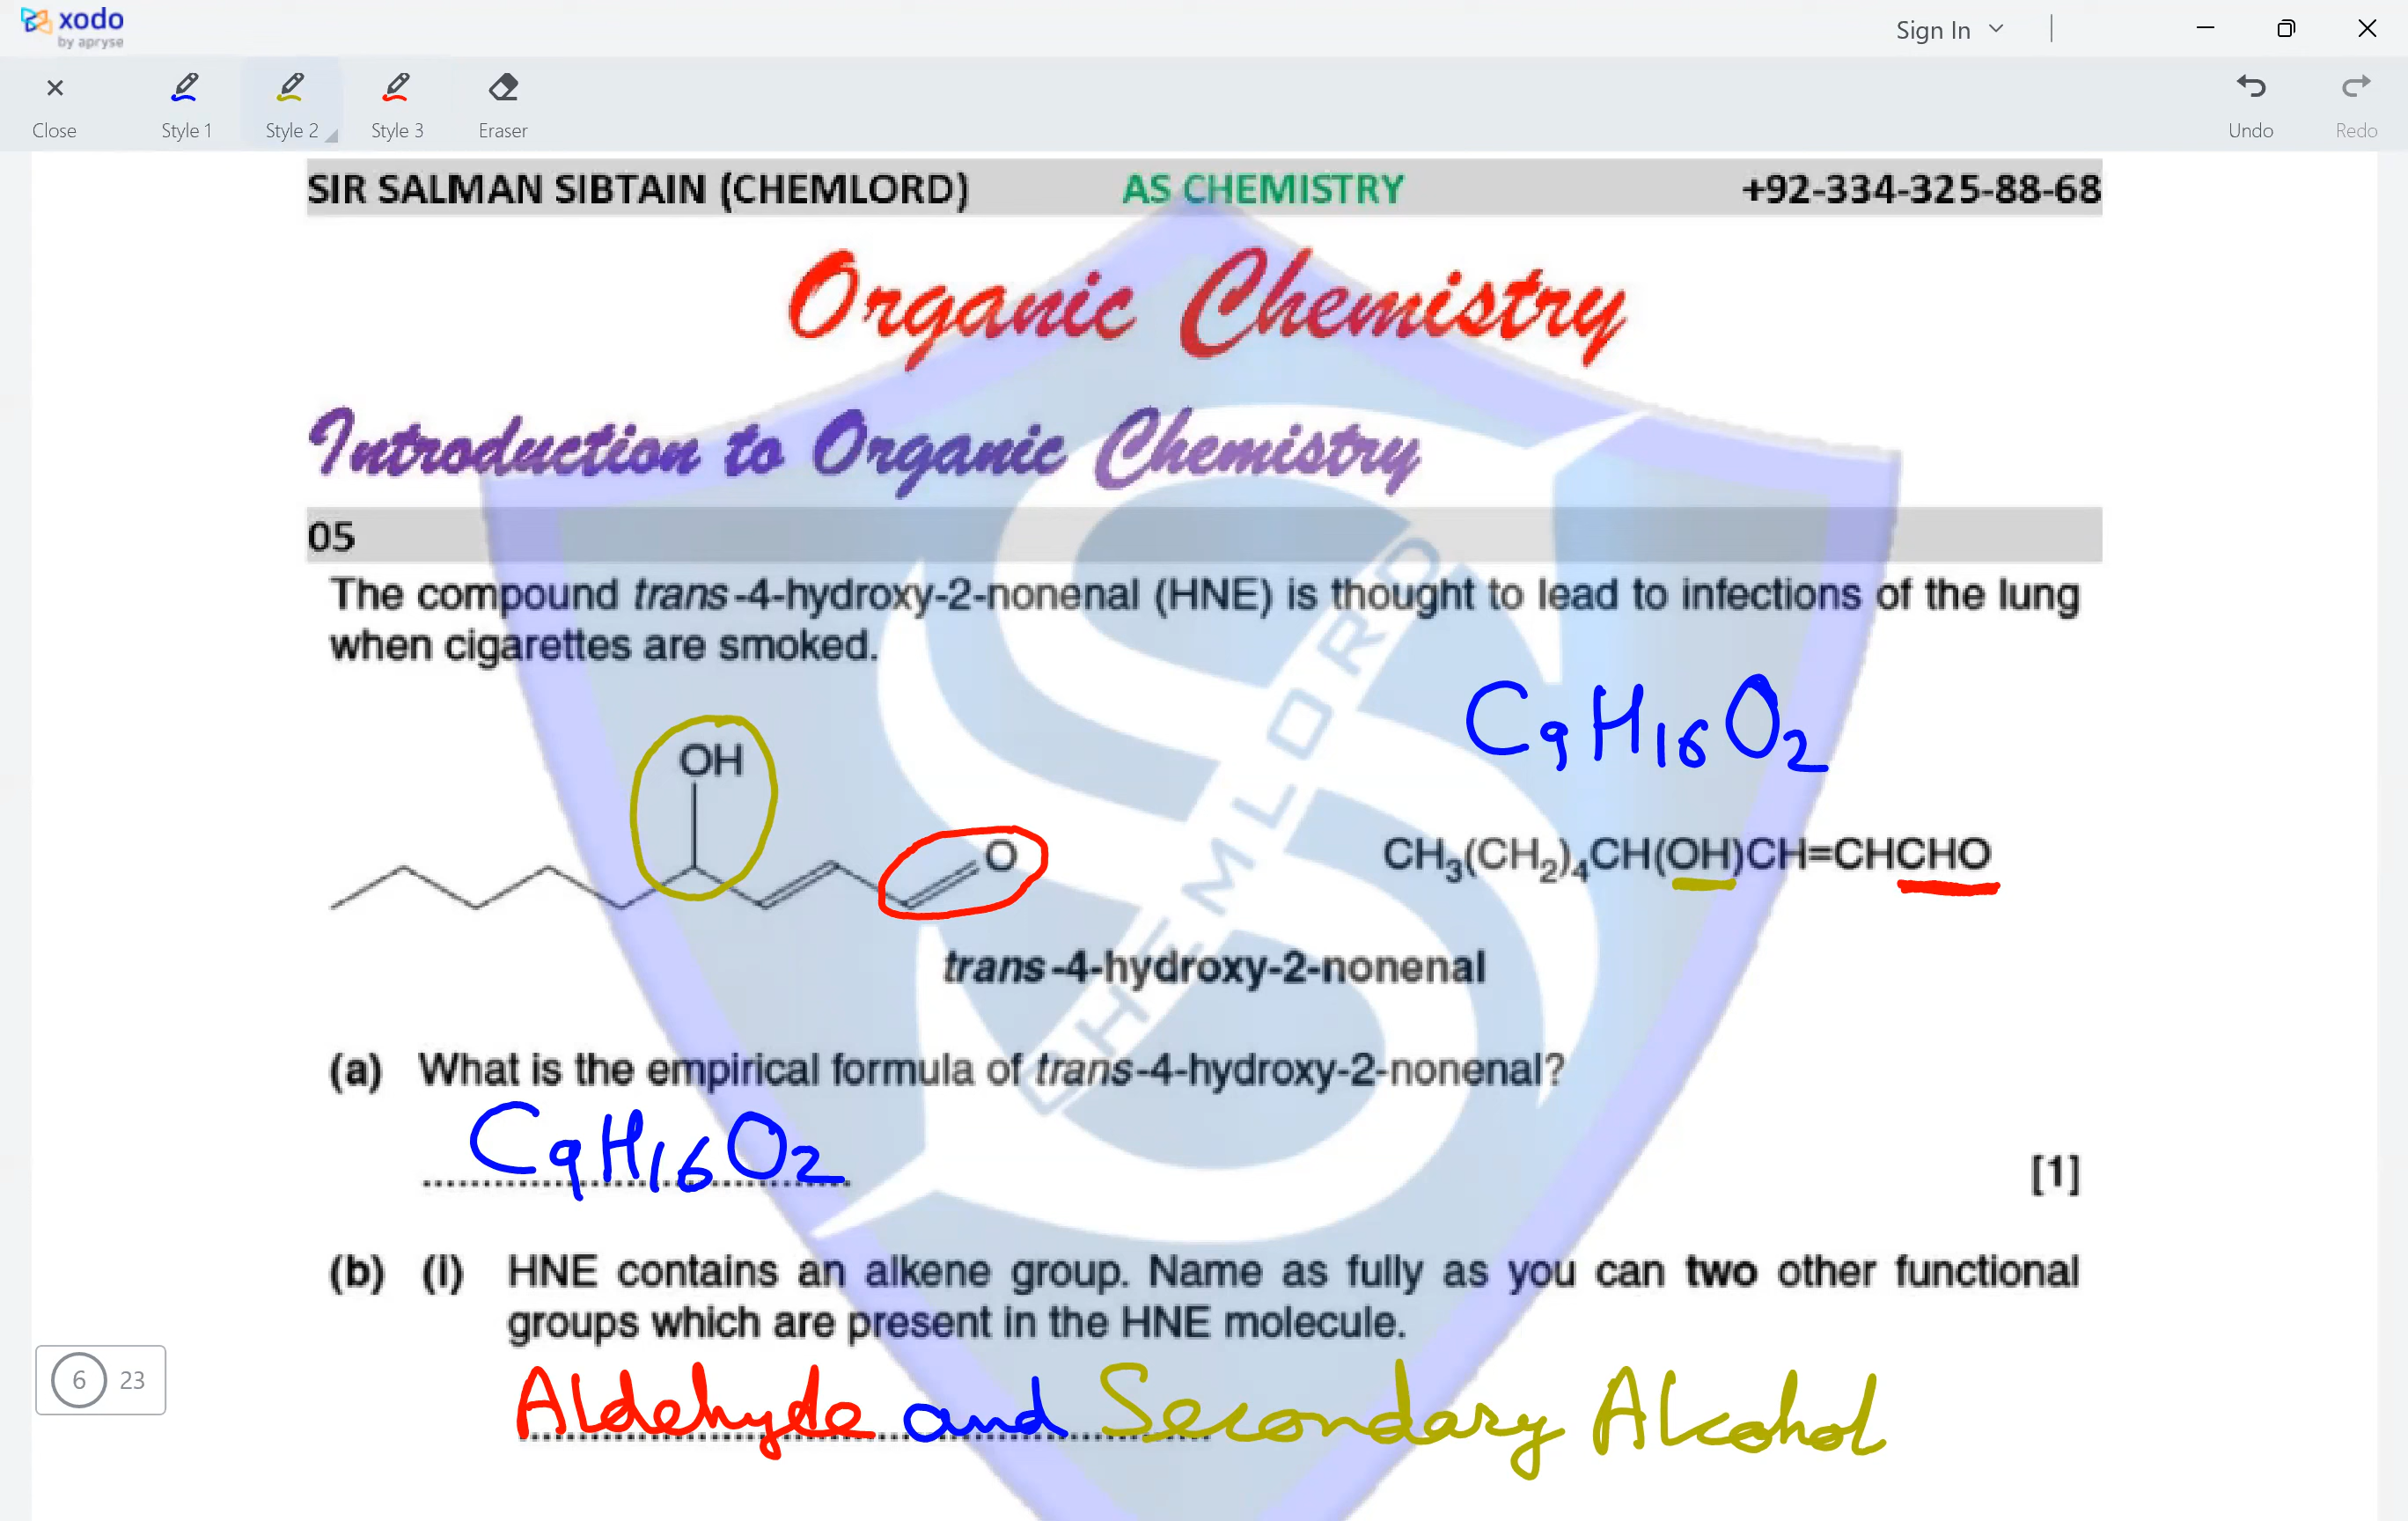 xodo
by apryse
Sign In
Close
Style 1
Style 2
Style 3
Eraser
Undo
Redo
SIR SALMAN SIBTAIN (CHEMLORD) AS CHEMISTRY +92-334-325-88-68
Organic Chemistry
Introduction to Organic Chemistry
05
The compound trans-4-hydroxy-2-nonenal (HNE) is thought to lead to infections of the lung
when cigarettes are smoked.
C9H16O2
OH
O
CH₃(CH₂)₄CH(OH)CH=CHCHO
trans-4-hydroxy-2-nonenal
CHEMLORD
(a) What is the empirical formula of trans-4-hydroxy-2-nonenal?
C9H16O2
[1]
(b) (i) HNE contains an alkene group. Name as fully as you can two other functional
groups which are present in the HNE molecule.
Aldehyde and Secondary Alcohol
6 23